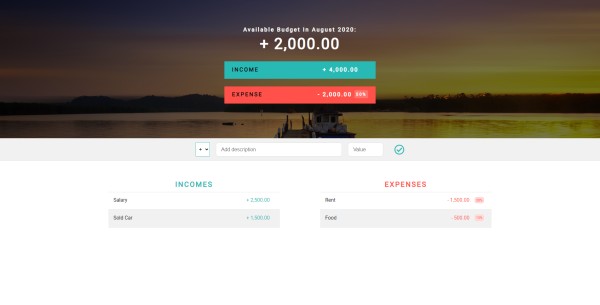 Available Budget in August 2020:
+ 2,000.00
INCOME + 4,000.00
EXPENSE - 2,000.00 50%
+ Add description Value
INCOMES EXPENSES
Salary + 2,500.00 Rent - 1,500.00
Sold Car + 1,500.00 Food - 500.00